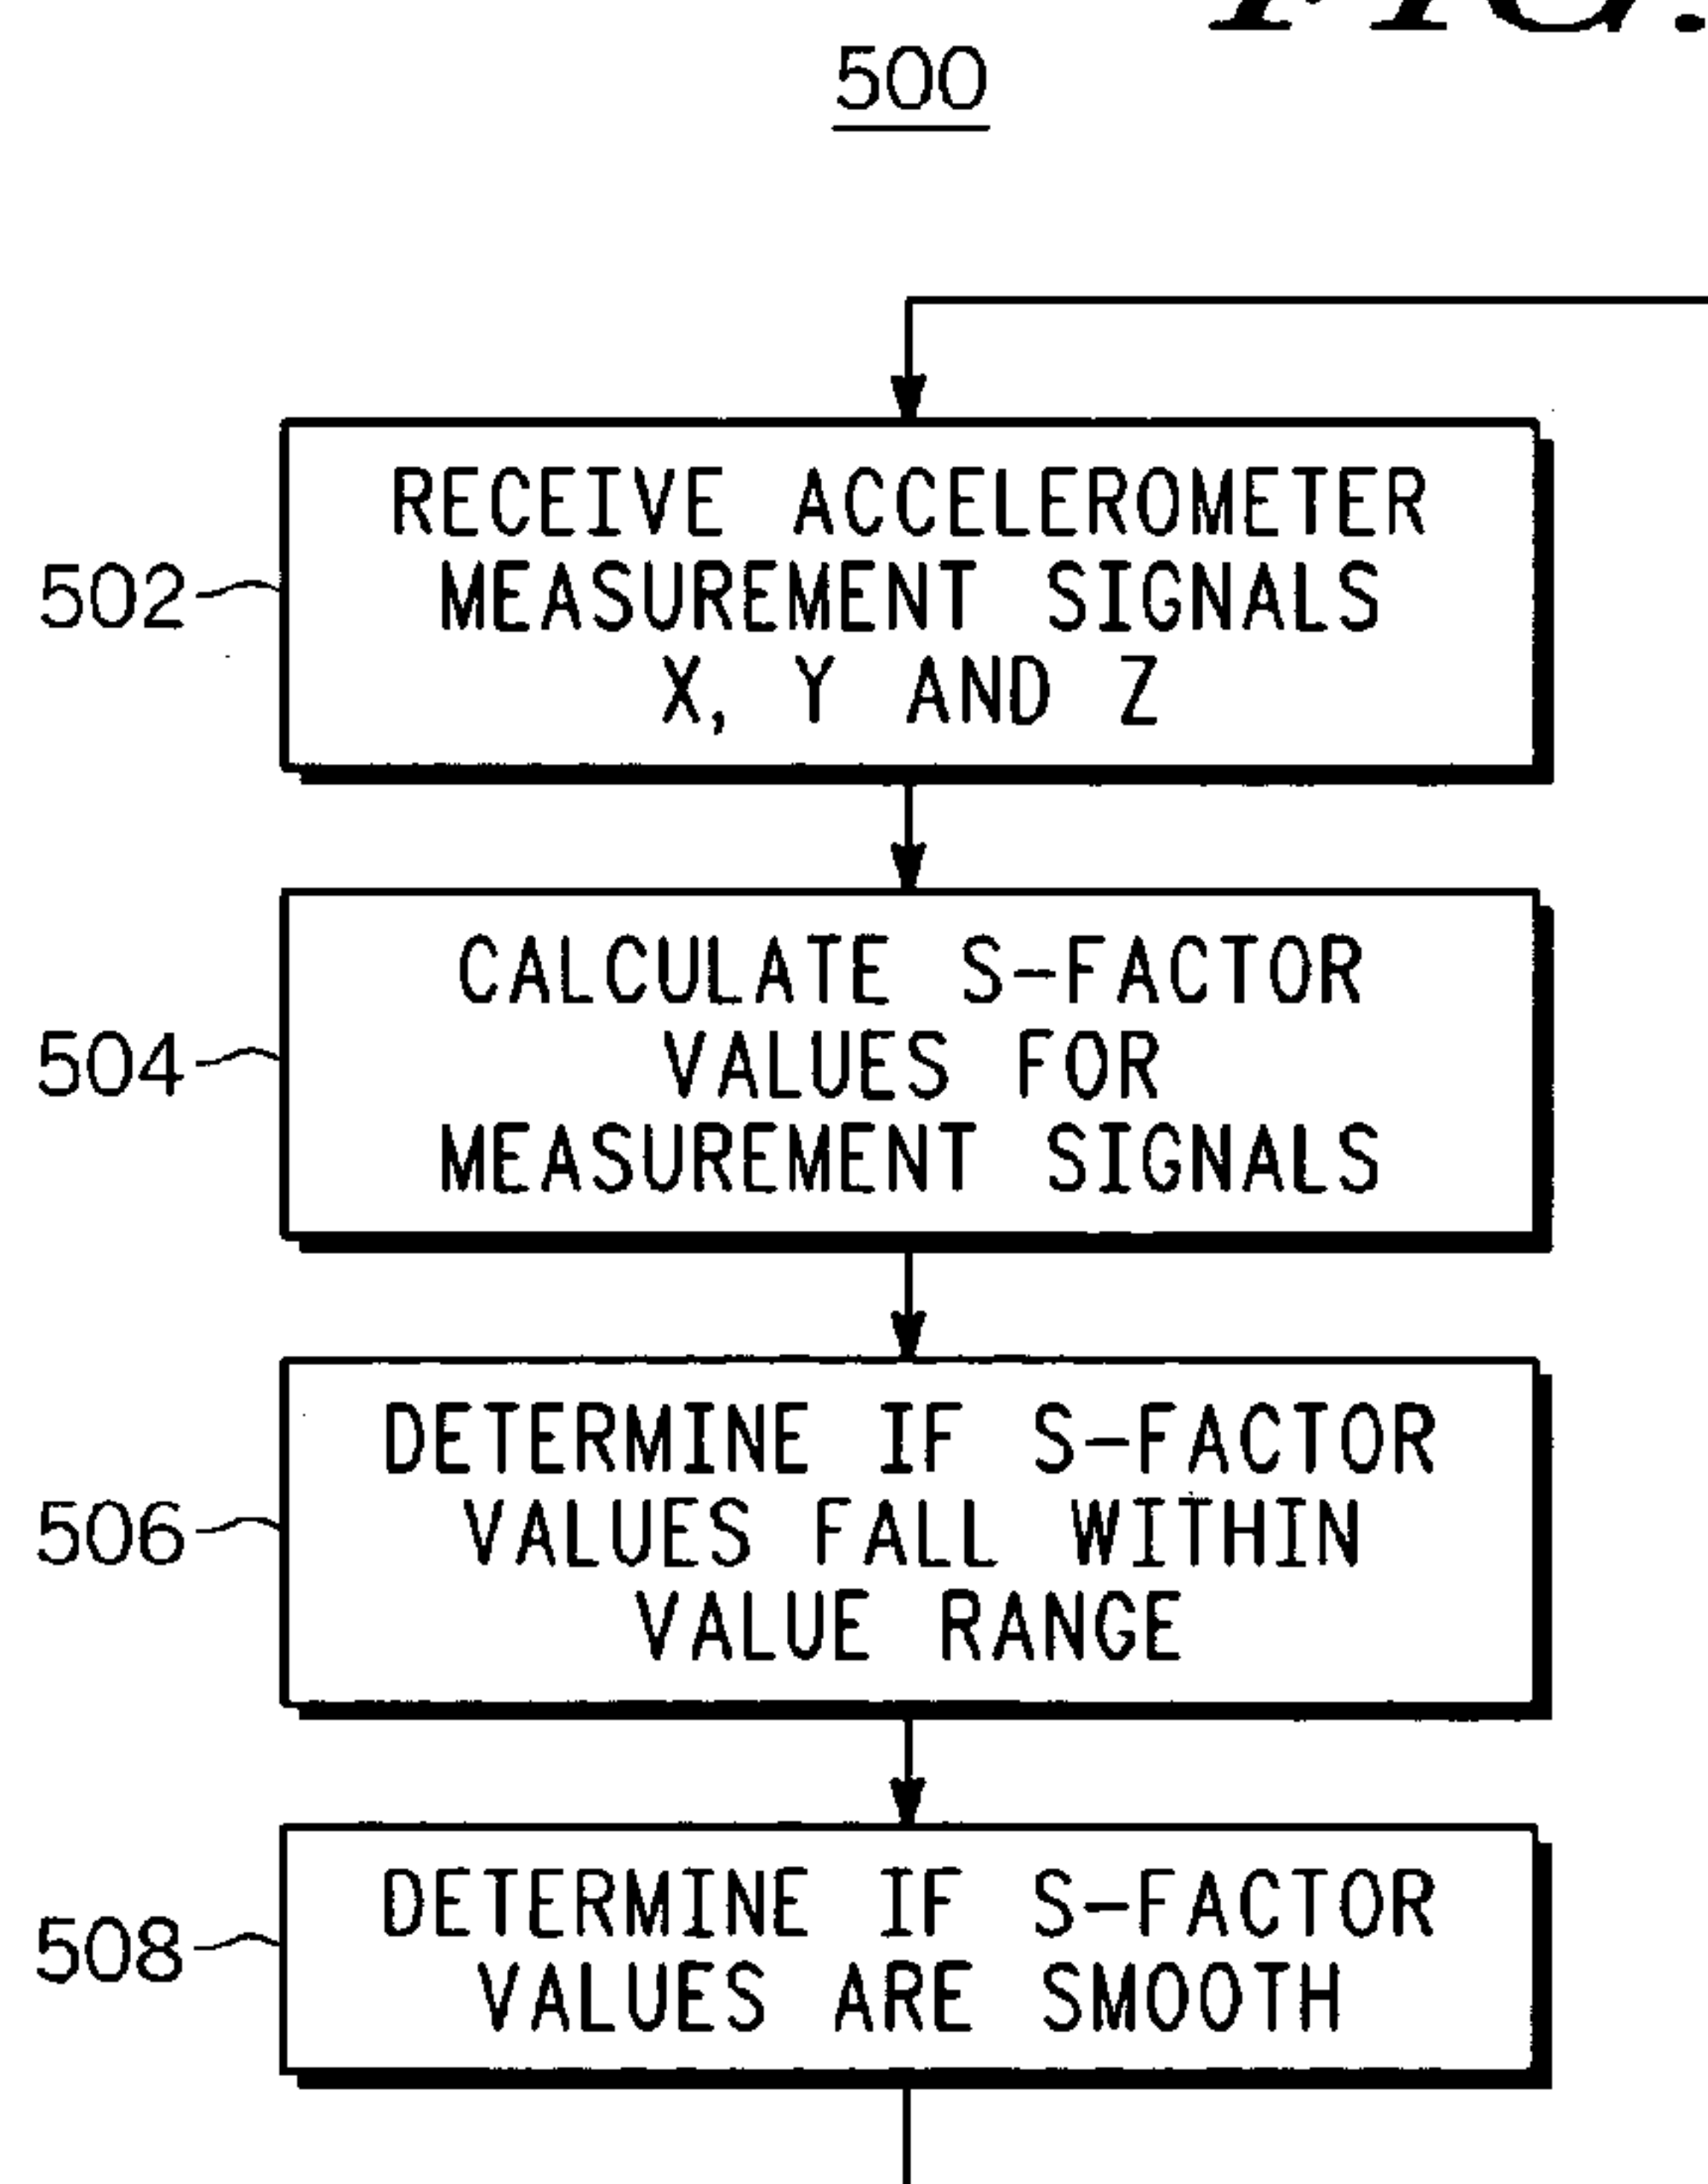 FIG.
500
502
RECEIVE ACCELEROMETER
MEASUREMENT SIGNALS
X, Y AND Z
504
CALCULATE S-FACTOR
VALUES FOR
MEASUREMENT SIGNALS
506
DETERMINE IF S-FACTOR
VALUES FALL WITHIN
VALUE RANGE
508
DETERMINE IF S-FACTOR
VALUES ARE SMOOTH